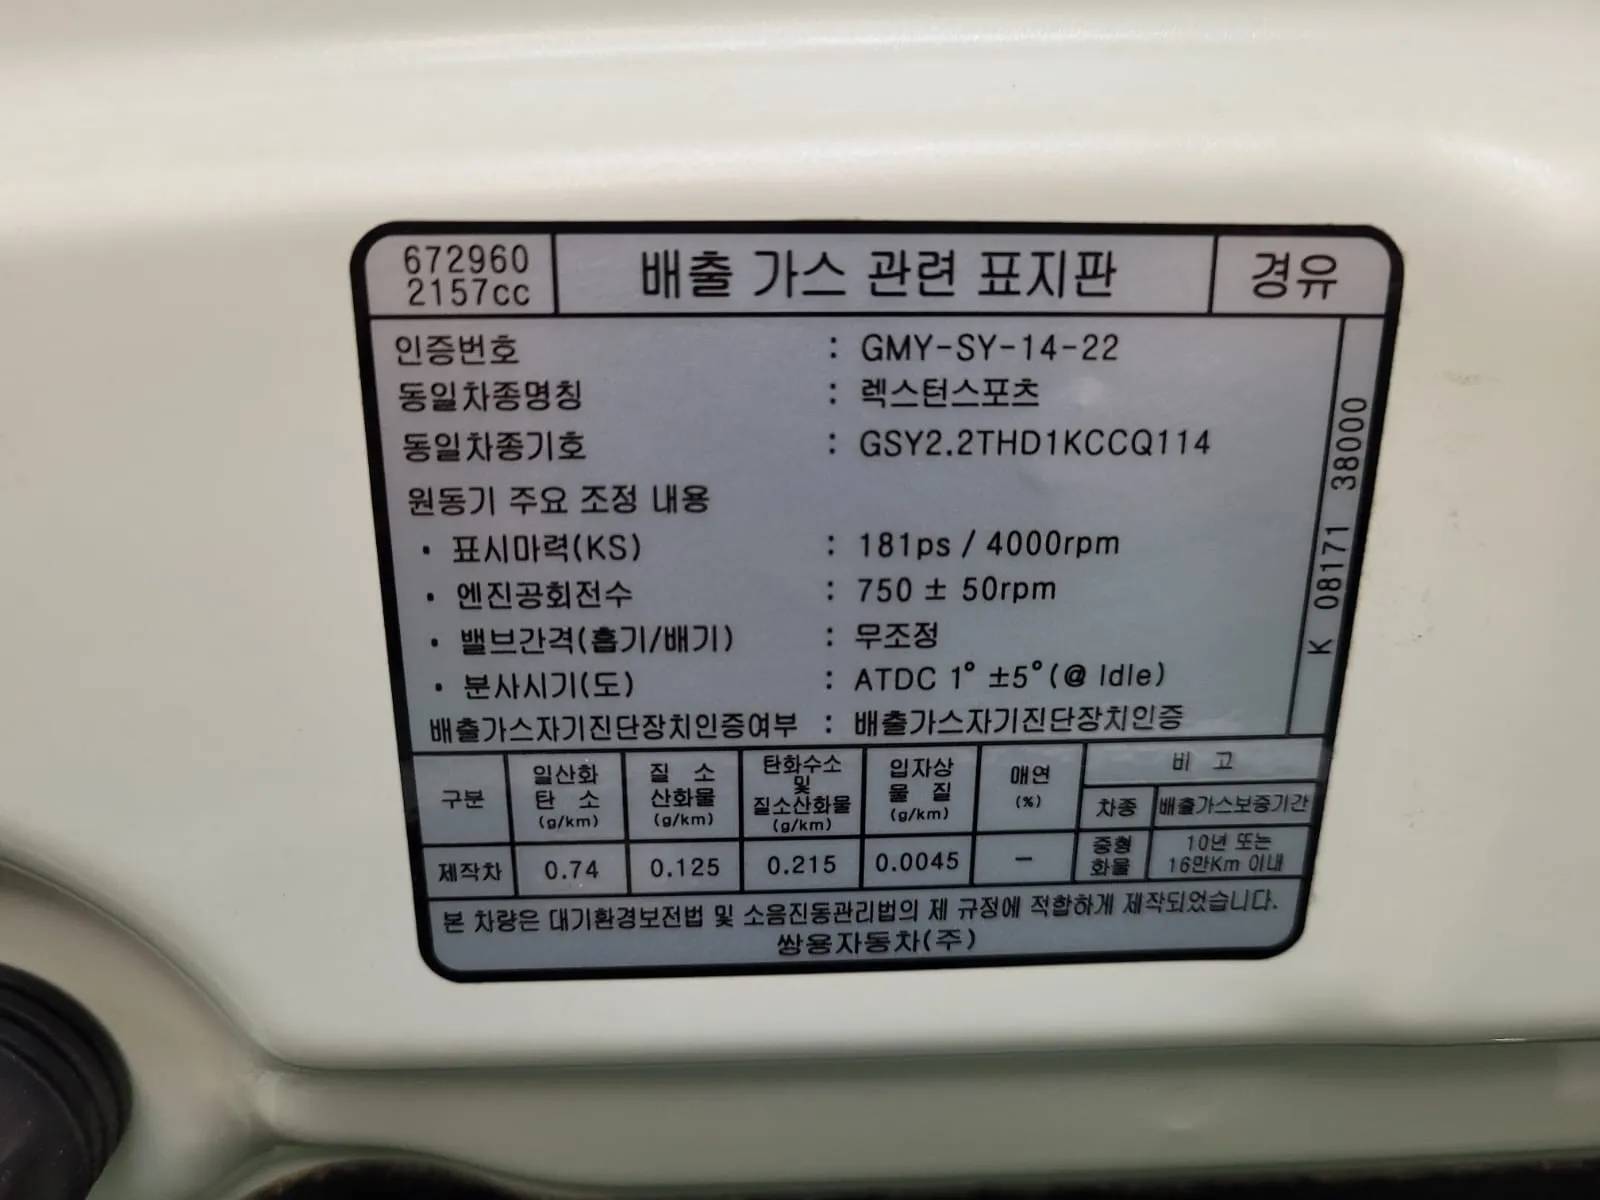 672960
2157cc
배출 가스 관련 표지판
경유
인증번호 : GMY-SY-14-22
동일차종명칭 : 렉스턴스포츠
동일차종기호 : GSY2.2THD1KCCQ114
원동기 주요 조정 내용
· 표시마력(KS) : 181ps / 4000rpm
· 엔진공회전수 : 750 ± 50rpm
· 밸브간격(흡기/배기) : 무조정
· 분사시기(도) : ATDC 1° ±5°(@ Idle)
배출가스자기진단장치인증여부 : 배출가스자기진단장치인증
K 08171 38000
구분
일산화
탄 소
(g/km)
질 소
산화물
(g/km)
탄화수소
및
질소산화물
(g/km)
입자상
물 질
(g/km)
매연
(%)
비 고
차종
배출가스보증기간
제작차
0.74
0.125
0.215
0.0045
－
중형
화물
10년 또는
16만Km 이내
본 차량은 대기환경보전법 및 소음진동관리법의 제 규정에 적합하게 제작되었습니다.
쌍용자동차(주)